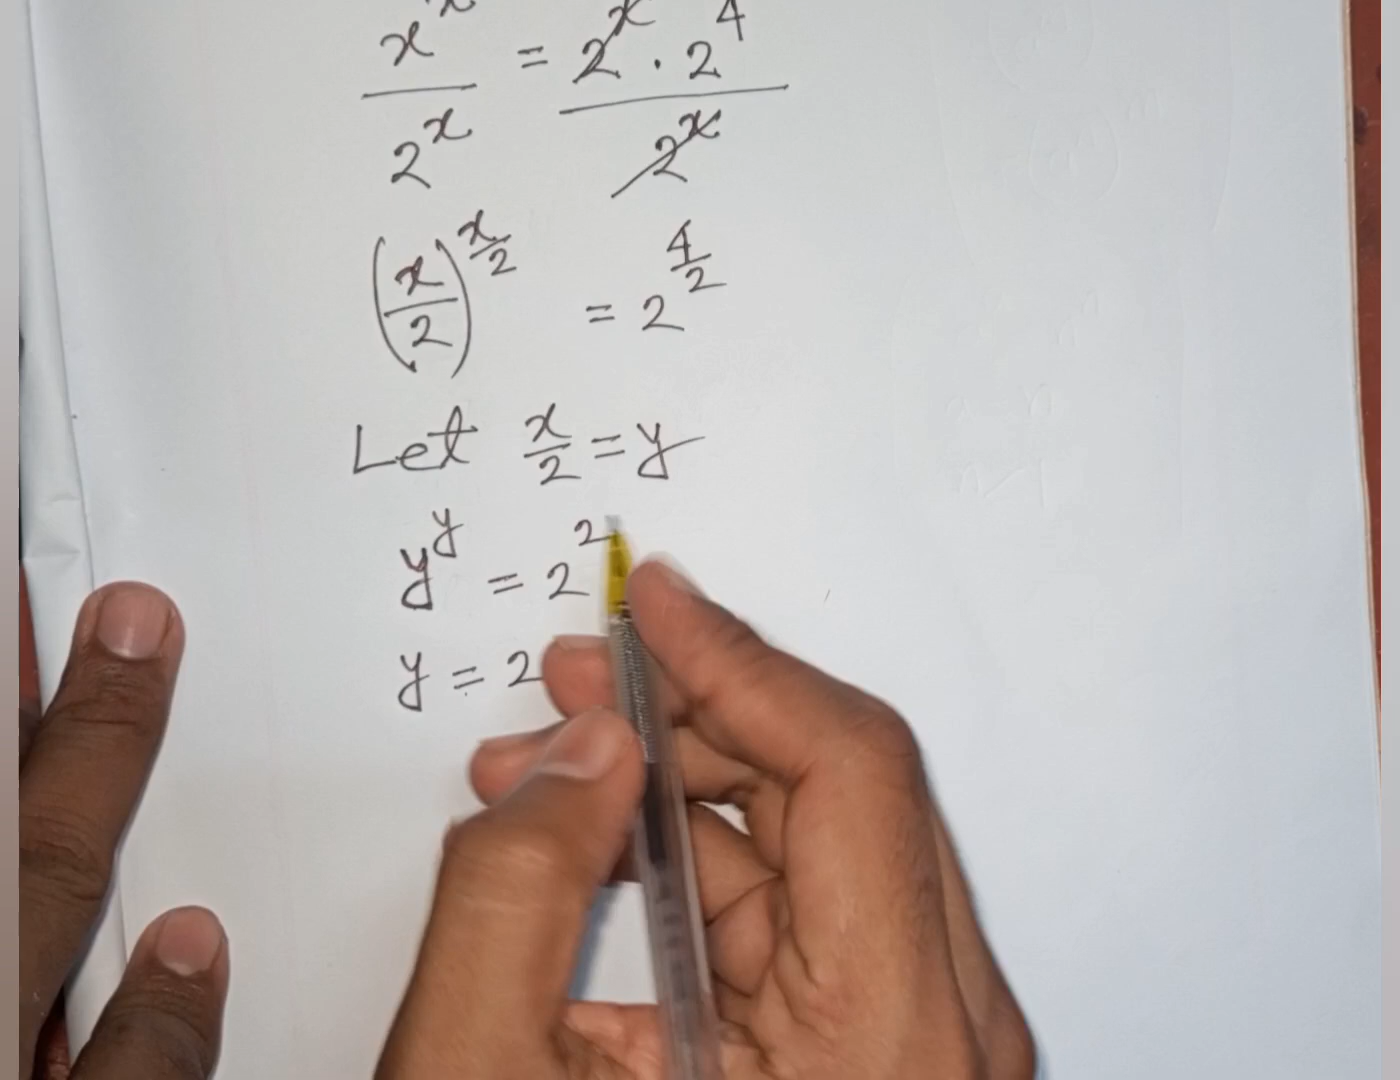 x^x / 2^x = 2^x · 2^4 / 2^x
(x/2)^(x/2) = 2^(4/2)
Let x/2 = y
y^y = 2^2
y = 2